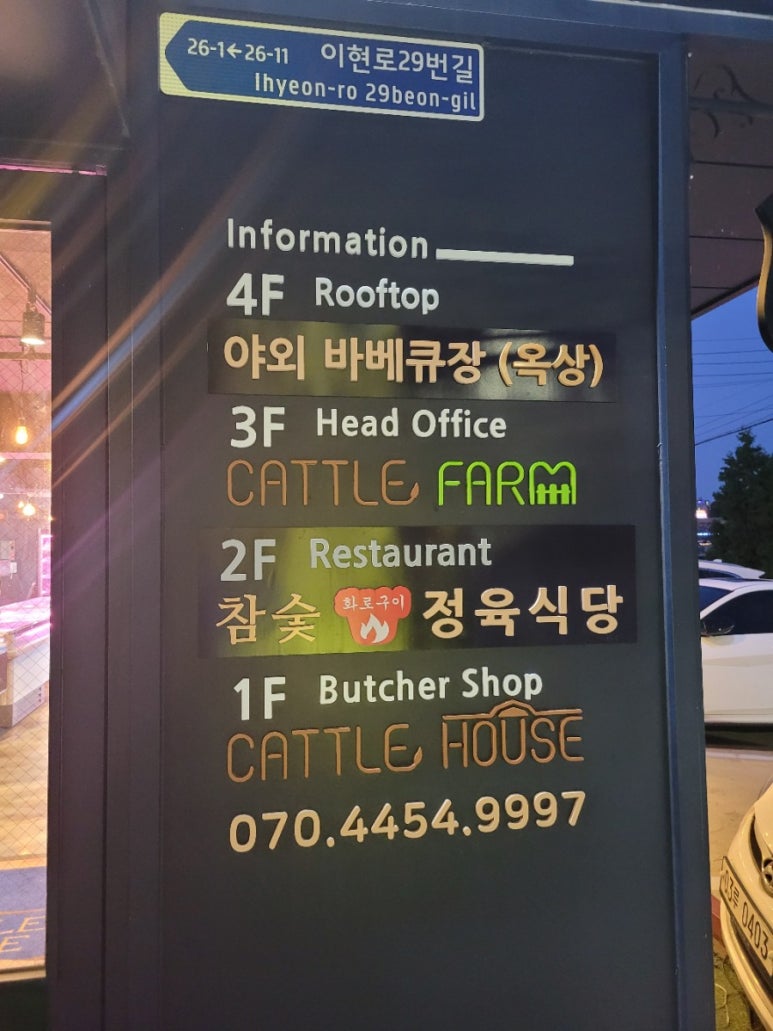 26-1←26-11 이현로29번길
Ihyeon-ro 29beon-gil
Information
4F Rooftop
야외 바베큐장 (옥상)
3F Head Office
CATTLE FARM
2F Restaurant
참숯 화로구이 정육식당
1F Butcher Shop
CATTLE HOUSE
070.4454.9997